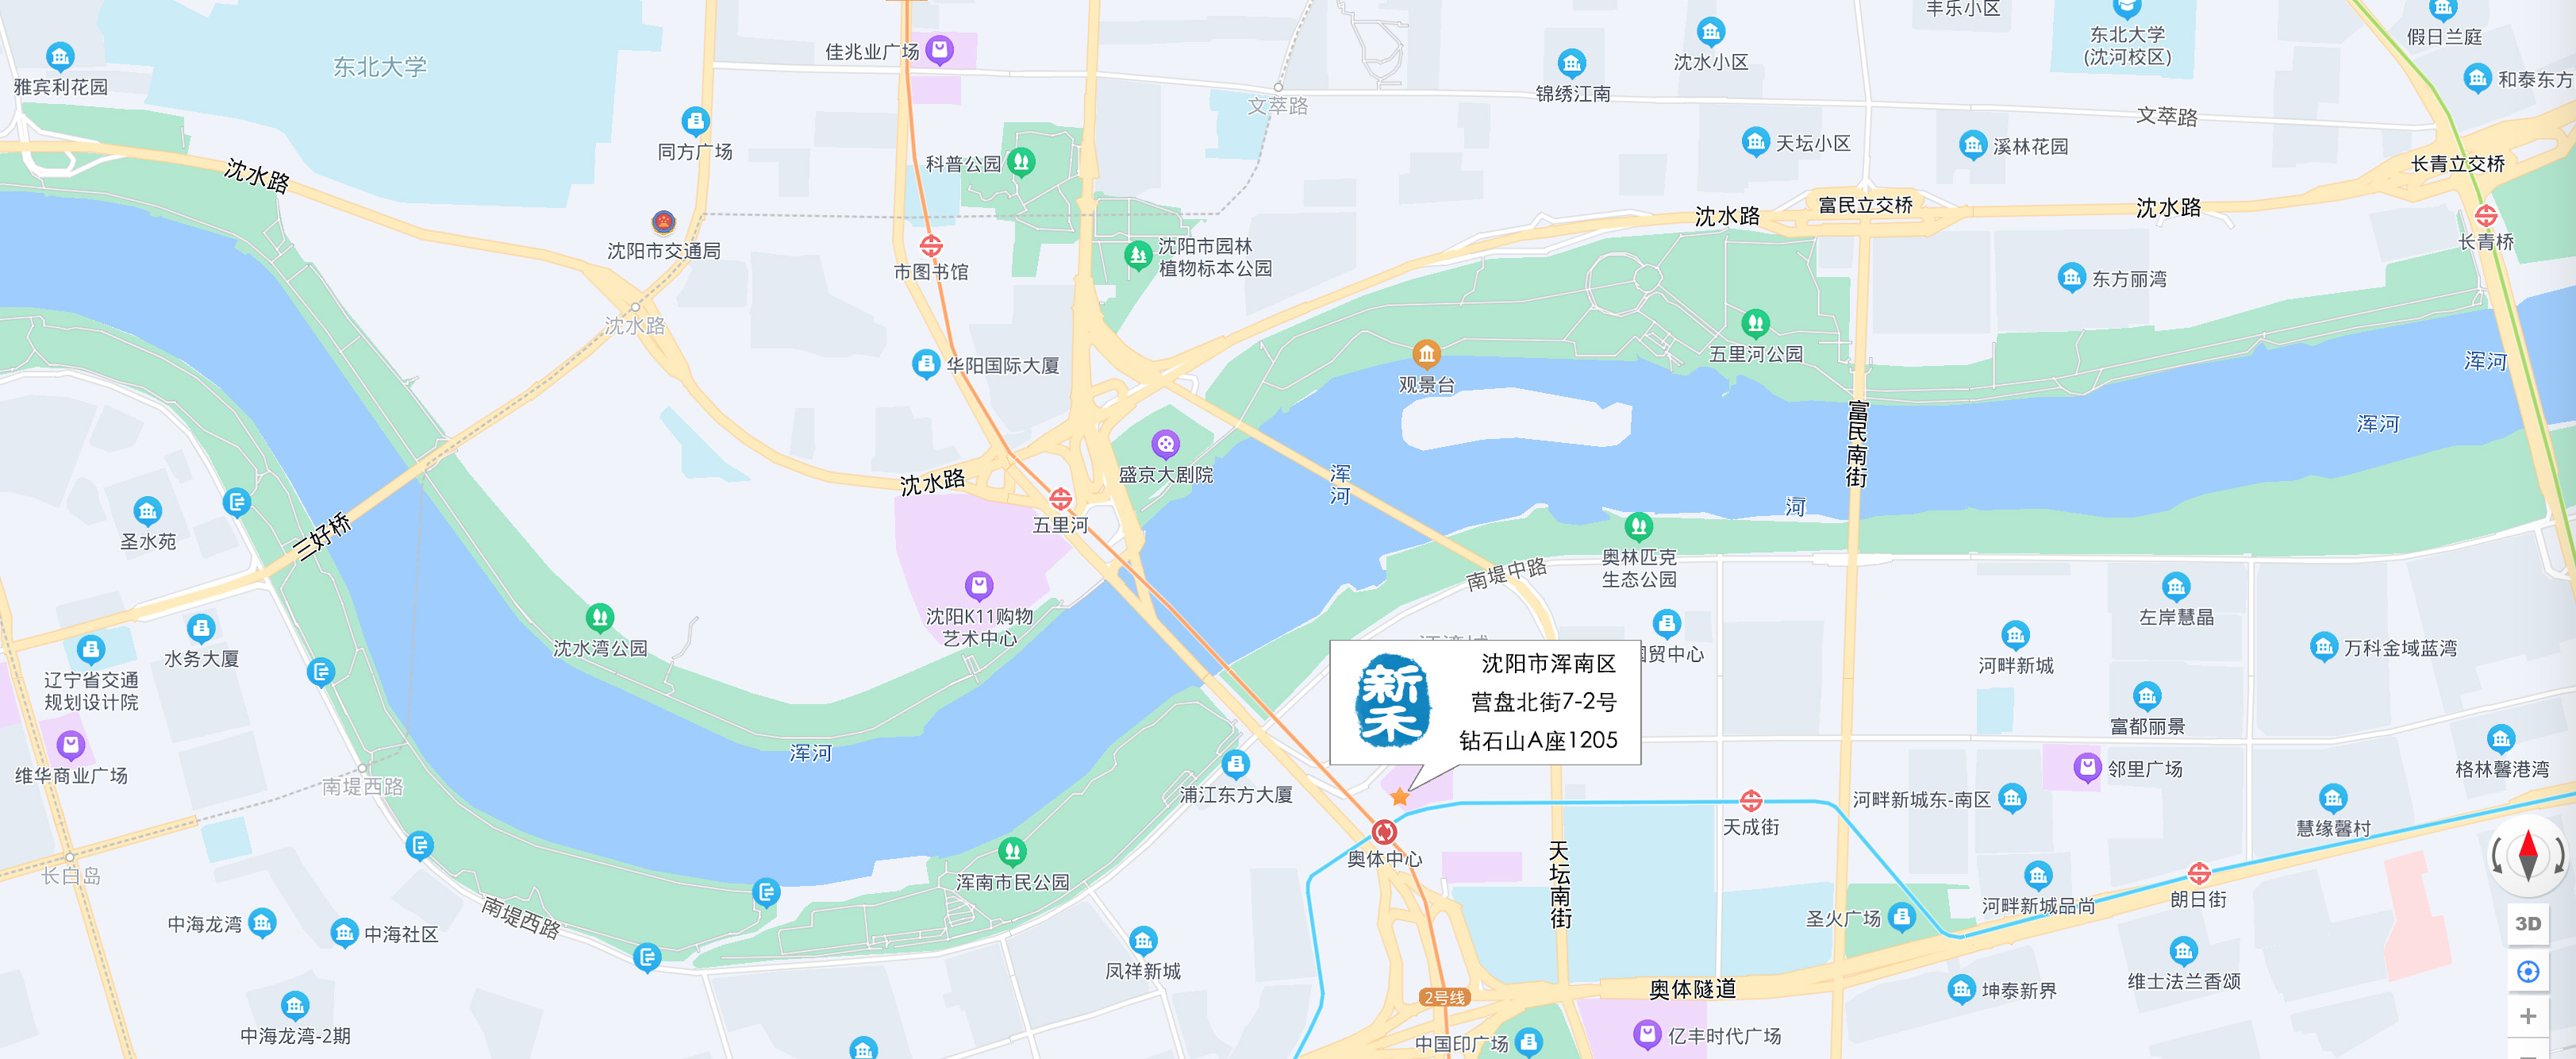 丰乐小区
东北大学
(沈河校区)
假日兰庭
雅宾利花园
东北大学
佳兆业广场
沈水小区
锦绣江南
和泰东方
文萃路
文萃路
同方广场
科普公园
天坛小区
溪林花园
长青立交桥
沈水路
沈阳市交通局
市图书馆
沈阳市园林
植物标本公园
沈水路
富民立交桥
沈水路
长青桥
东方丽湾
沈水路
华阳国际大厦
观景台
五里河公园
浑河
浑河
富民南街
沈水路
盛京大剧院
浑河
河
五里河
圣水苑
三好桥
奥林匹克
生态公园
南堤中路
沈阳K11购物
艺术中心
沈水湾公园
左岸慧晶
水务大厦
辽宁省交通
规划设计院
国贸中心
河畔新城
万科金域蓝湾
新禾
沈阳市浑南区
营盘北街7-2号
钻石山A座1205
富都丽景
维华商业广场
南堤西路
浑河
浦江东方大厦
邻里广场
格林馨港湾
河畔新城东-南区
天成街
慧缘馨村
奥体中心
长白岛
浑南市民公园
天坛南街
河畔新城品尚
朗日街
圣火广场
中海龙湾
中海社区
南堤西路
凤祥新城
3D
维士法兰香颂
坤泰新界
奥体隧道
2号线
中海龙湾-2期
中国印广场
亿丰时代广场